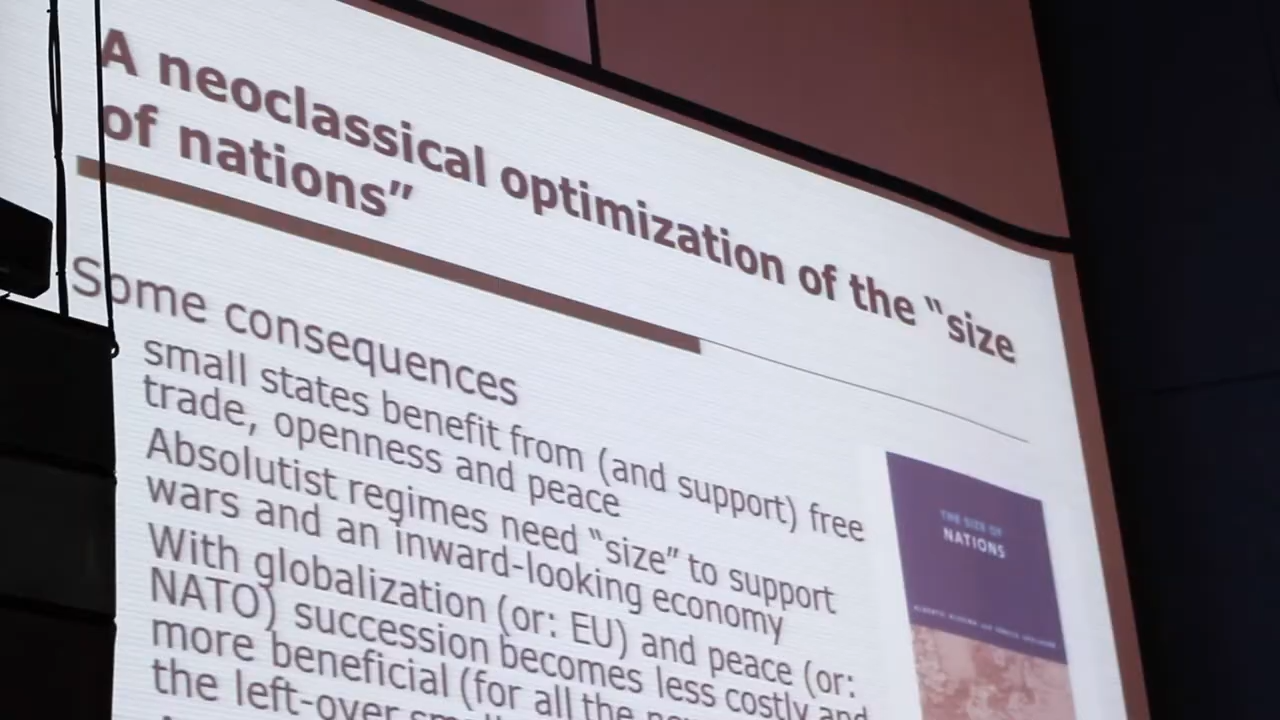 A neoclassical optimization of the “size
of nations”
Some consequences
small states benefit from (and support) free
trade, openness and peace
Absolutist regimes need “size” to support
wars and an inward-looking economy
With globalization (or: EU) and peace (or:
NATO) succession becomes less costly and
more beneficial (for all the
the left-over
THE SIZE OF
NATIONS